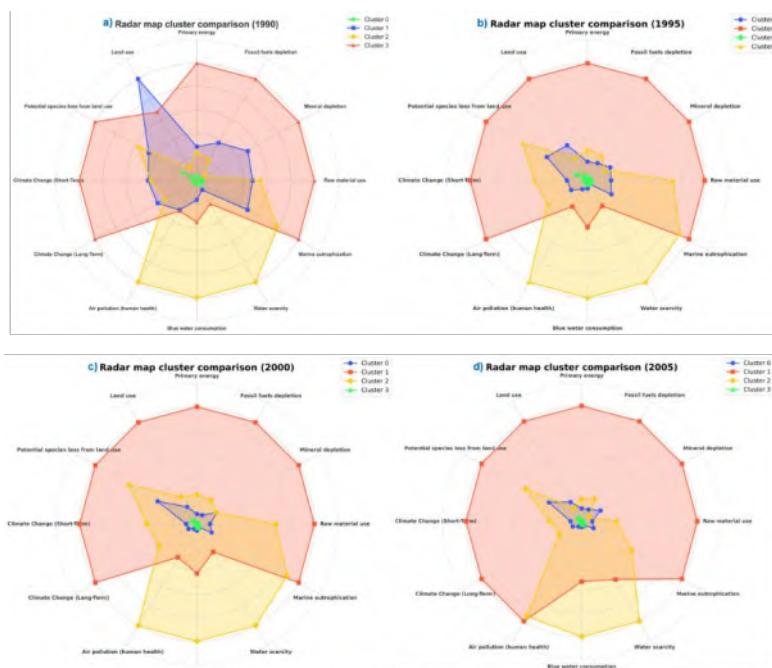 a) Radar map cluster comparison (1990)
Primary energy
Land use
Fossil fuels depletion
Potential species loss from land use
Mineral depletion
Climate Change (Short-Term)
Raw material use
Climate Change (Long-Term)
Marine eutrophication
Air pollution (human health)
Water scarcity
Blue water consumption
Cluster 0
Cluster 1
Cluster 2
Cluster 3
b) Radar map cluster comparison (1995)
Primary energy
Land use
Fossil fuels depletion
Potential species loss from land use
Mineral depletion
Climate Change (Short-Term)
Raw material use
Climate Change (Long-Term)
Marine eutrophication
Air pollution (human health)
Water scarcity
Blue water consumption
Cluster
Cluster
Cluster
Cluster
c) Radar map cluster comparison (2000)
Primary energy
Land use
Fossil fuels depletion
Potential species loss from land use
Mineral depletion
Climate Change (Short-Term)
Raw material use
Climate Change (Long-Term)
Marine eutrophication
Air pollution (human health)
Water scarcity
Cluster 0
Cluster 1
Cluster 2
Cluster 3
d) Radar map cluster comparison (2005)
Primary energy
Land use
Fossil fuels depletion
Potential species loss from land use
Mineral depletion
Climate Change (Short-Term)
Raw material use
Climate Change (Long-Term)
Marine eutrophication
Air pollution (human health)
Water scarcity
Blue water consumption
Cluster 0
Cluster 1
Cluster 2
Cluster 3